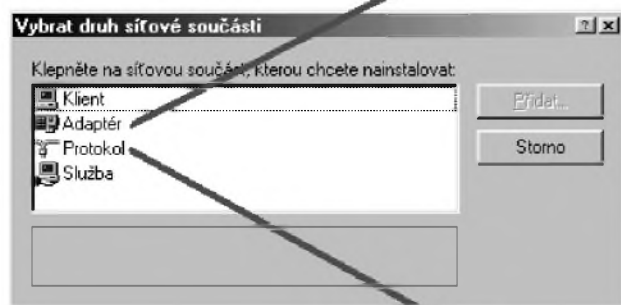 Vybrat druh síťové součásti
Klepněte na síťovou součást, kterou chcete nainstalovat:
Klient
Adaptér
Protokol
Služba
Přidat...
Storno